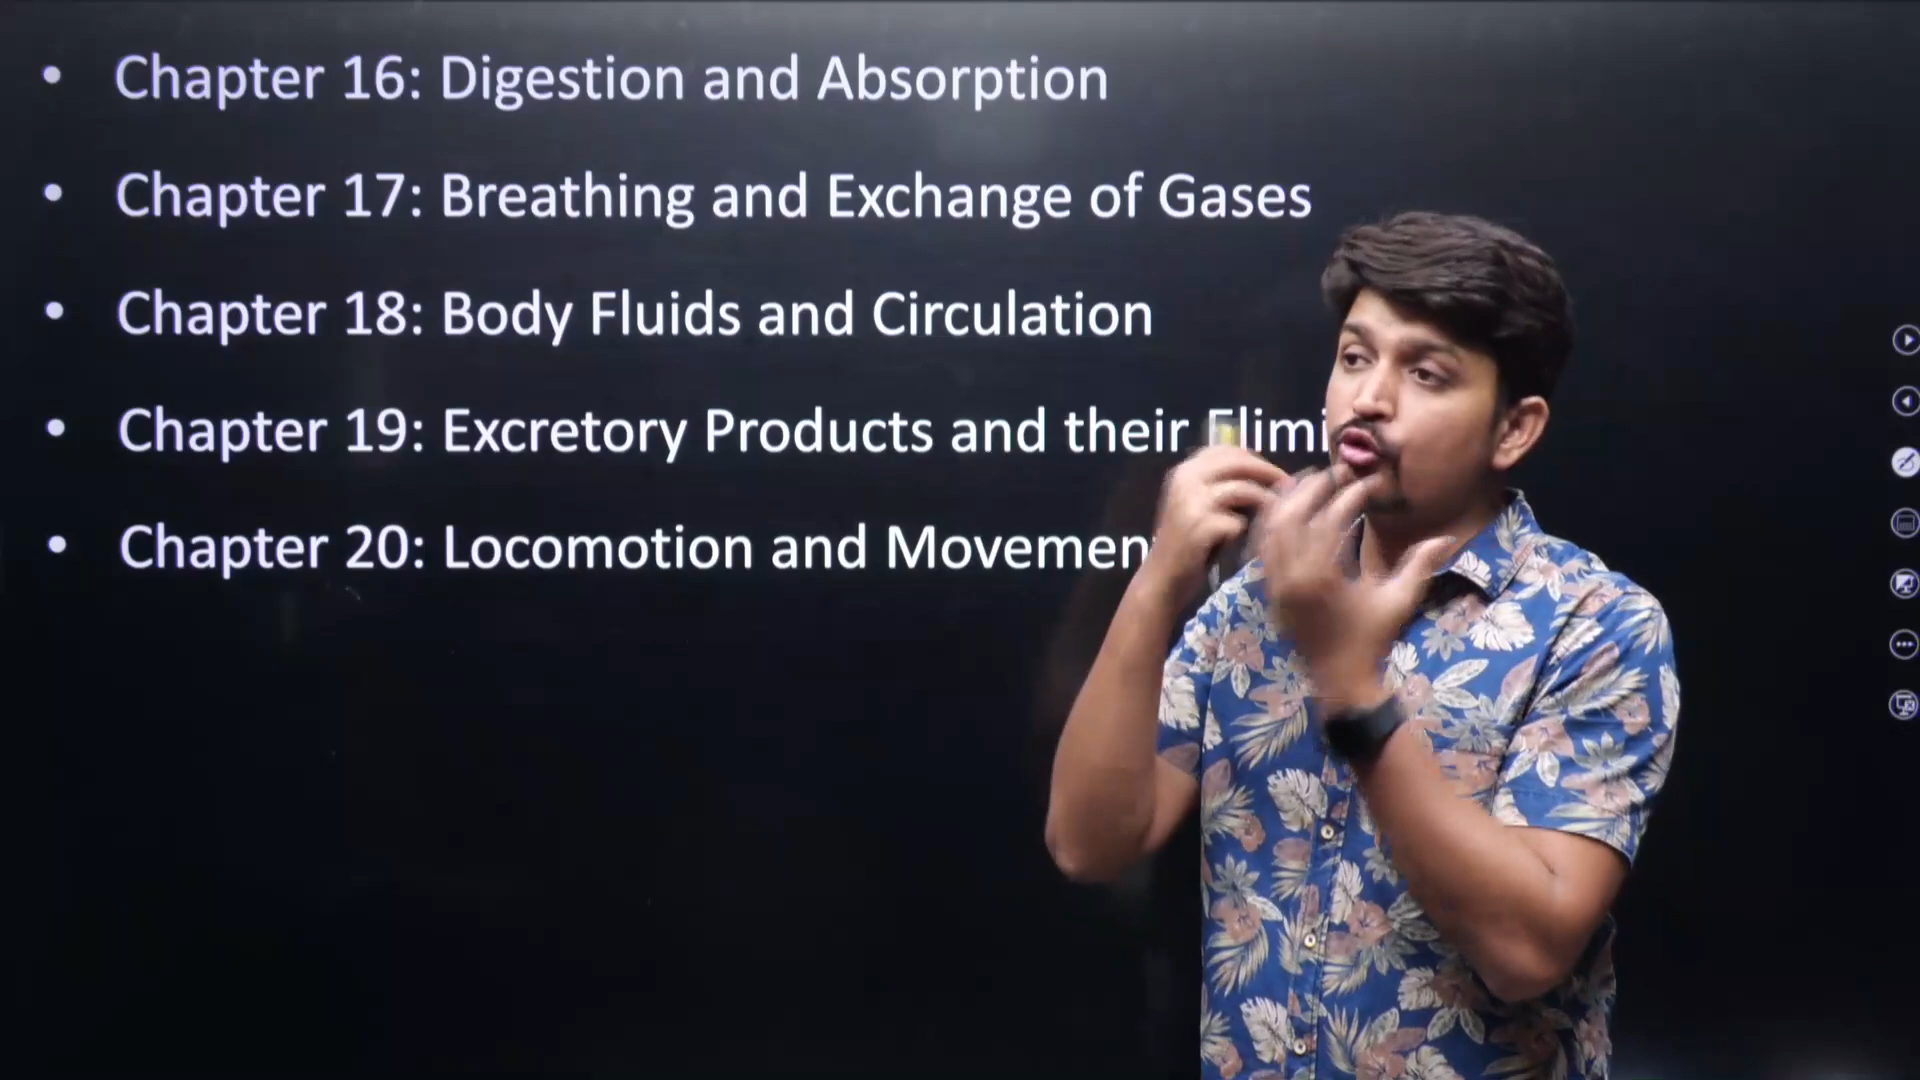 • Chapter 16: Digestion and Absorption
• Chapter 17: Breathing and Exchange of Gases
• Chapter 18: Body Fluids and Circulation
• Chapter 19: Excretory Products and their
• Chapter 20: Locomotion and